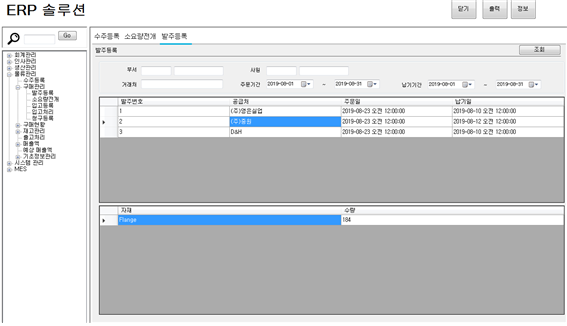 ERP 솔루션
닫기 출력 정보
Go
회계관리
인사관리
생산관리
물류관리
수주등록
구매관리
발주등록
소요량전개
입고등록
입고처리
청구등록
구매현황
재고관리
출고처리
매출액
예상 매출액
기초정보관리
시스템 관리
MES
수주등록 소요량전개 발주등록
발주등록 조회
부서 사원
거래처 주문기간 2019-08-01 ~ 2019-08-31 납기기간 2019-08-01 ~ 2019-08-31
발주번호 공급처 주문일 납기일
1 (주)영은실업 2019-08-23 오전 12:00:00 2019-08-10 오전 12:00:00
2 2019-08-23 오전 12:00:00 2019-08-10 오전 12:00:00
3 D&H 2019-08-23 오전 12:00:00 2019-08-10 오전 12:00:00
자재 수량
Flange 184